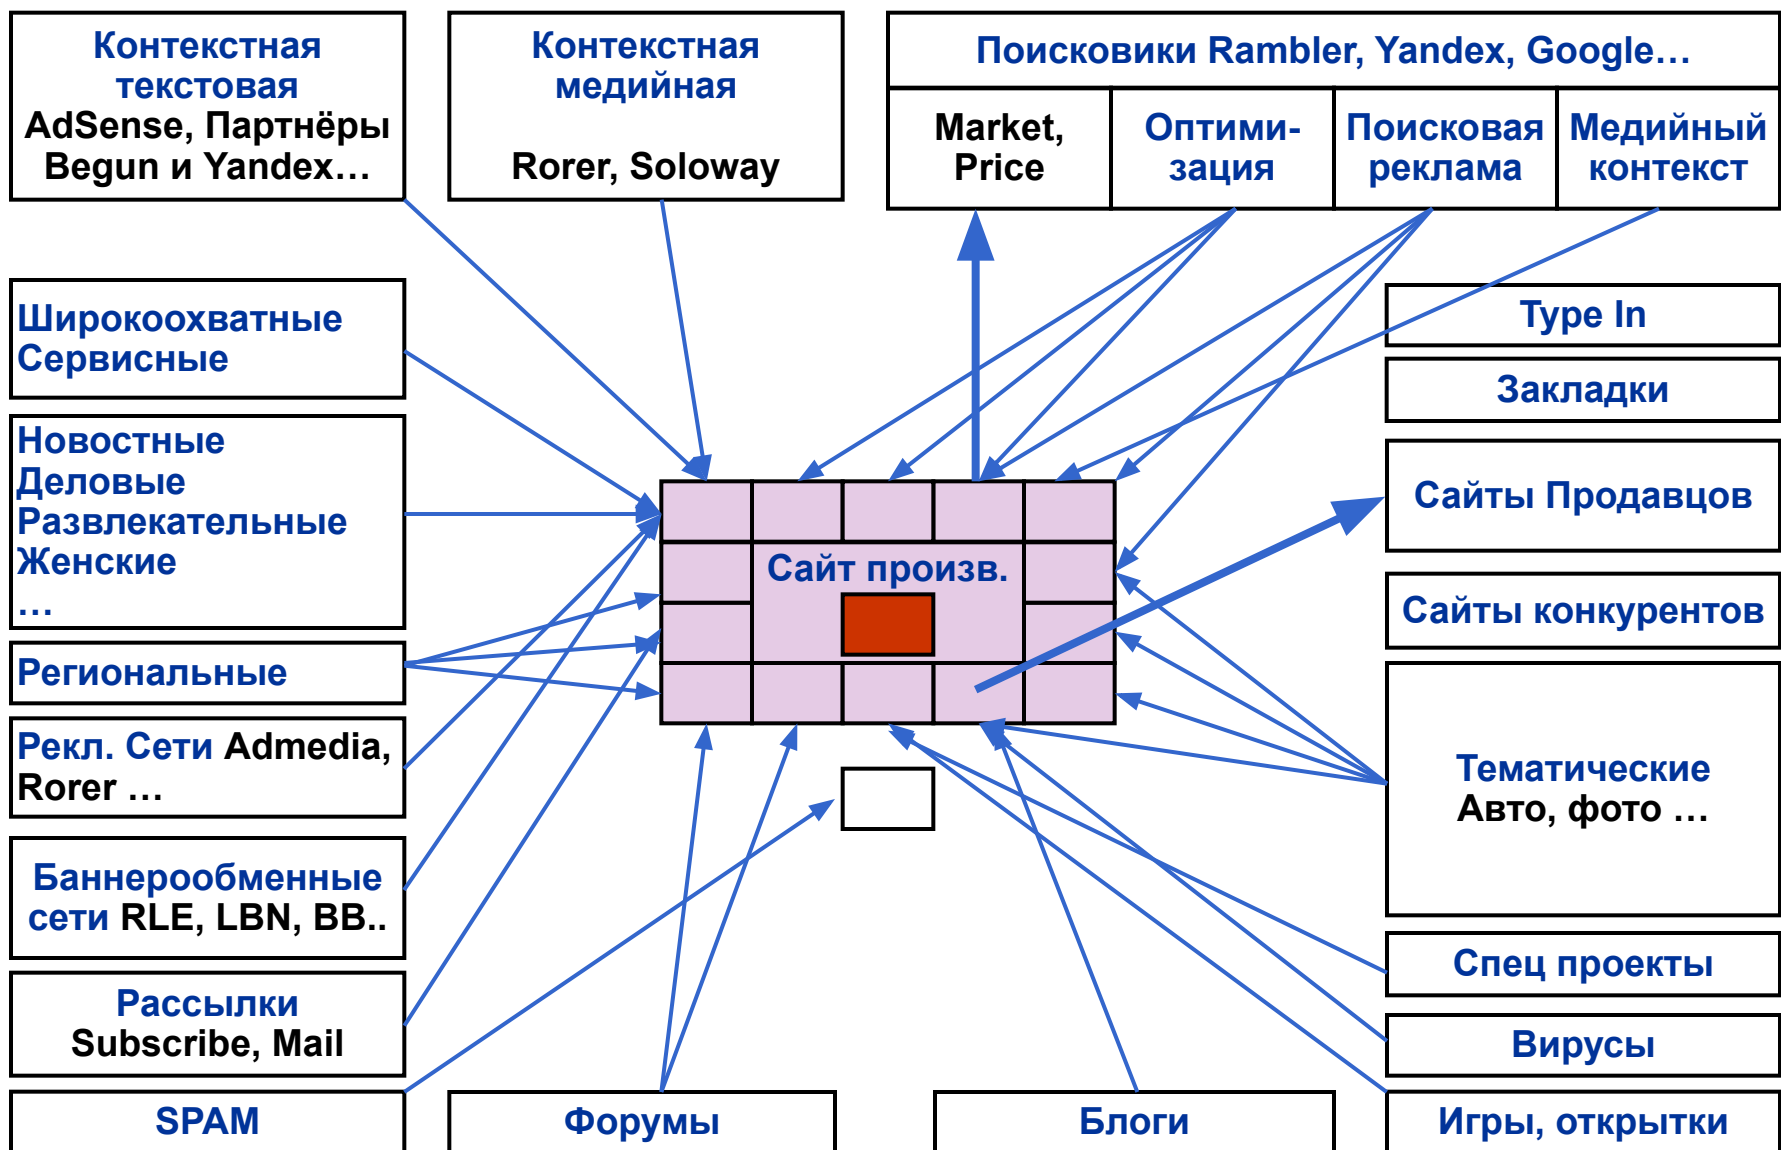 Контекстная
текстовая
AdSense, Партнёры
Begun и Yandex…
Контекстная
медийная
Rorer, Soloway
Поисковики Rambler, Yandex, Google…
Market,
Price
Оптими-
зация
Поисковая
реклама
Медийный
контекст
Широкоохватные
Сервисные
Новостные
Деловые
Развлекательные
Женские
…
Региональные
Рекл. Сети Admedia,
Rorer …
Баннерообменные
сети RLE, LBN, BB..
Рассылки
Subscribe, Mail
SPAM
Сайт произв.
Форумы
Блоги
Type In
Закладки
Сайты Продавцов
Сайты конкурентов
Тематические
Авто, фото …
Спец проекты
Вирусы
Игры, открытки